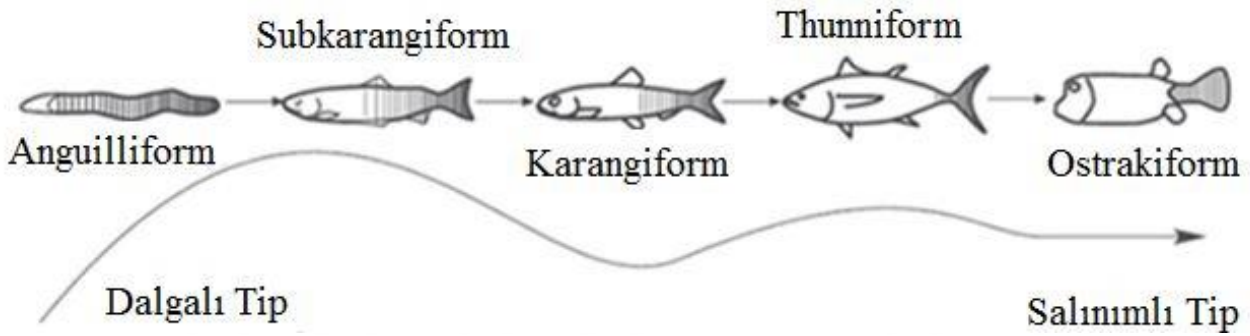 Subkarangiform
Thunniform
Anguilliform
Karangiform
Ostrakiform
Dalgalı Tip
Salınımlı Tip